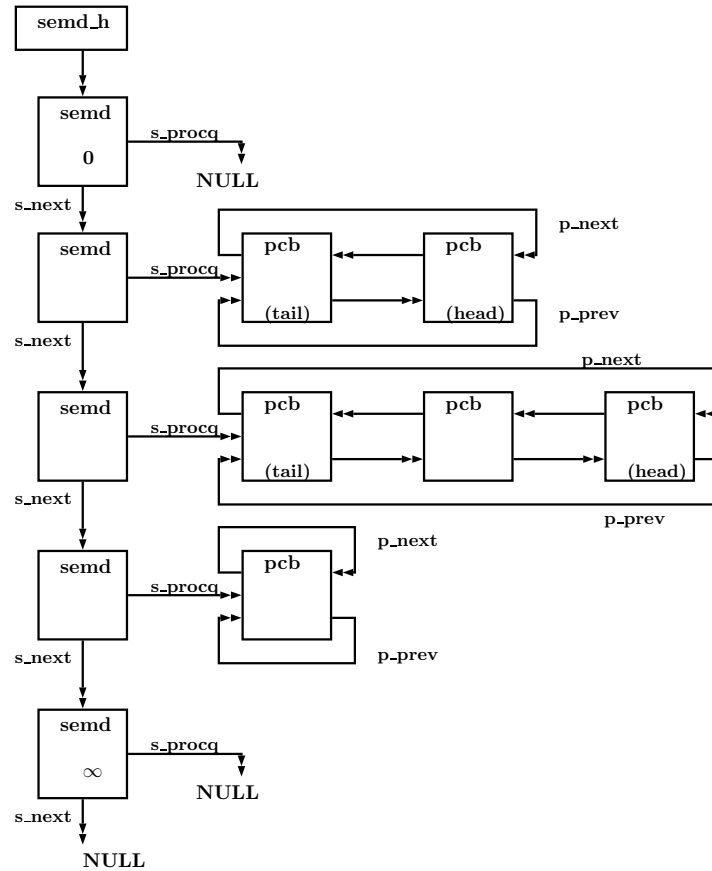 semd_h
semd
s_procq
0
NULL
s_next
p_next
semd
pcb
pcb
s_procq
(tail)
(head)
p_prev
s_next
p_next
semd
pcb
pcb
pcb
s_procq
(tail)
(head)
s_next
p_prev
p_next
semd
pcb
s_procq
s_next
p_prev
semd
s_procq
∞
NULL
s_next
NULL